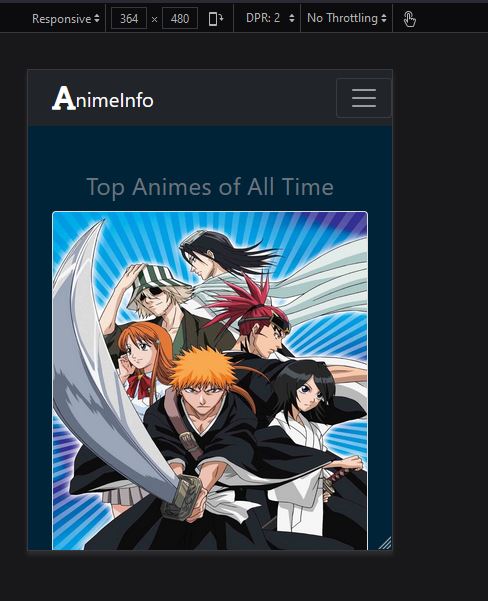 Responsive 364 × 480 DPR: 2 No Throttling
AnimeInfo
Top Animes of All Time